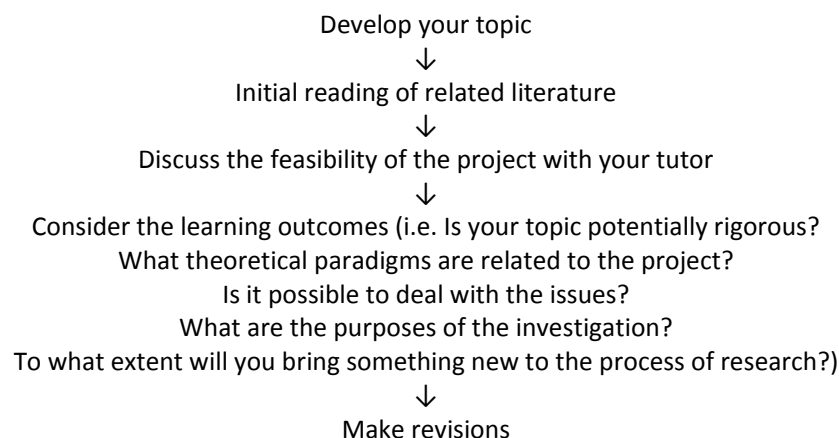 Develop your topic
↓
Initial reading of related literature
↓
Discuss the feasibility of the project with your tutor
↓
Consider the learning outcomes (i.e. Is your topic potentially rigorous?
What theoretical paradigms are related to the project?
Is it possible to deal with the issues?
What are the purposes of the investigation?
To what extent will you bring something new to the process of research?)
↓
Make revisions